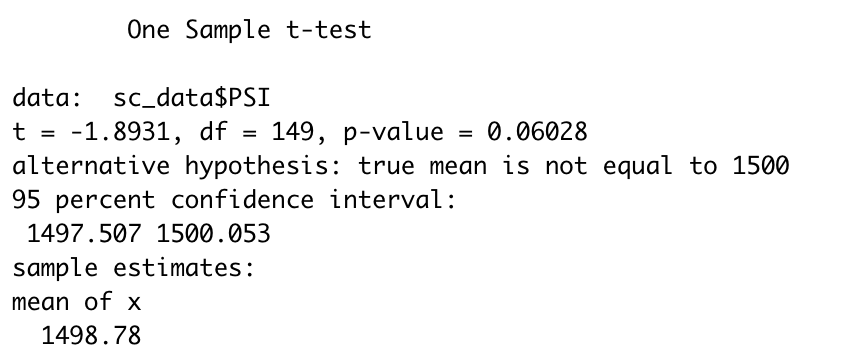 One Sample t-test
data:  sc_data$PSI
t = -1.8931, df = 149, p-value = 0.06028
alternative hypothesis: true mean is not equal to 1500
95 percent confidence interval:
1497.507 1500.053
sample estimates:
mean of x
1498.78